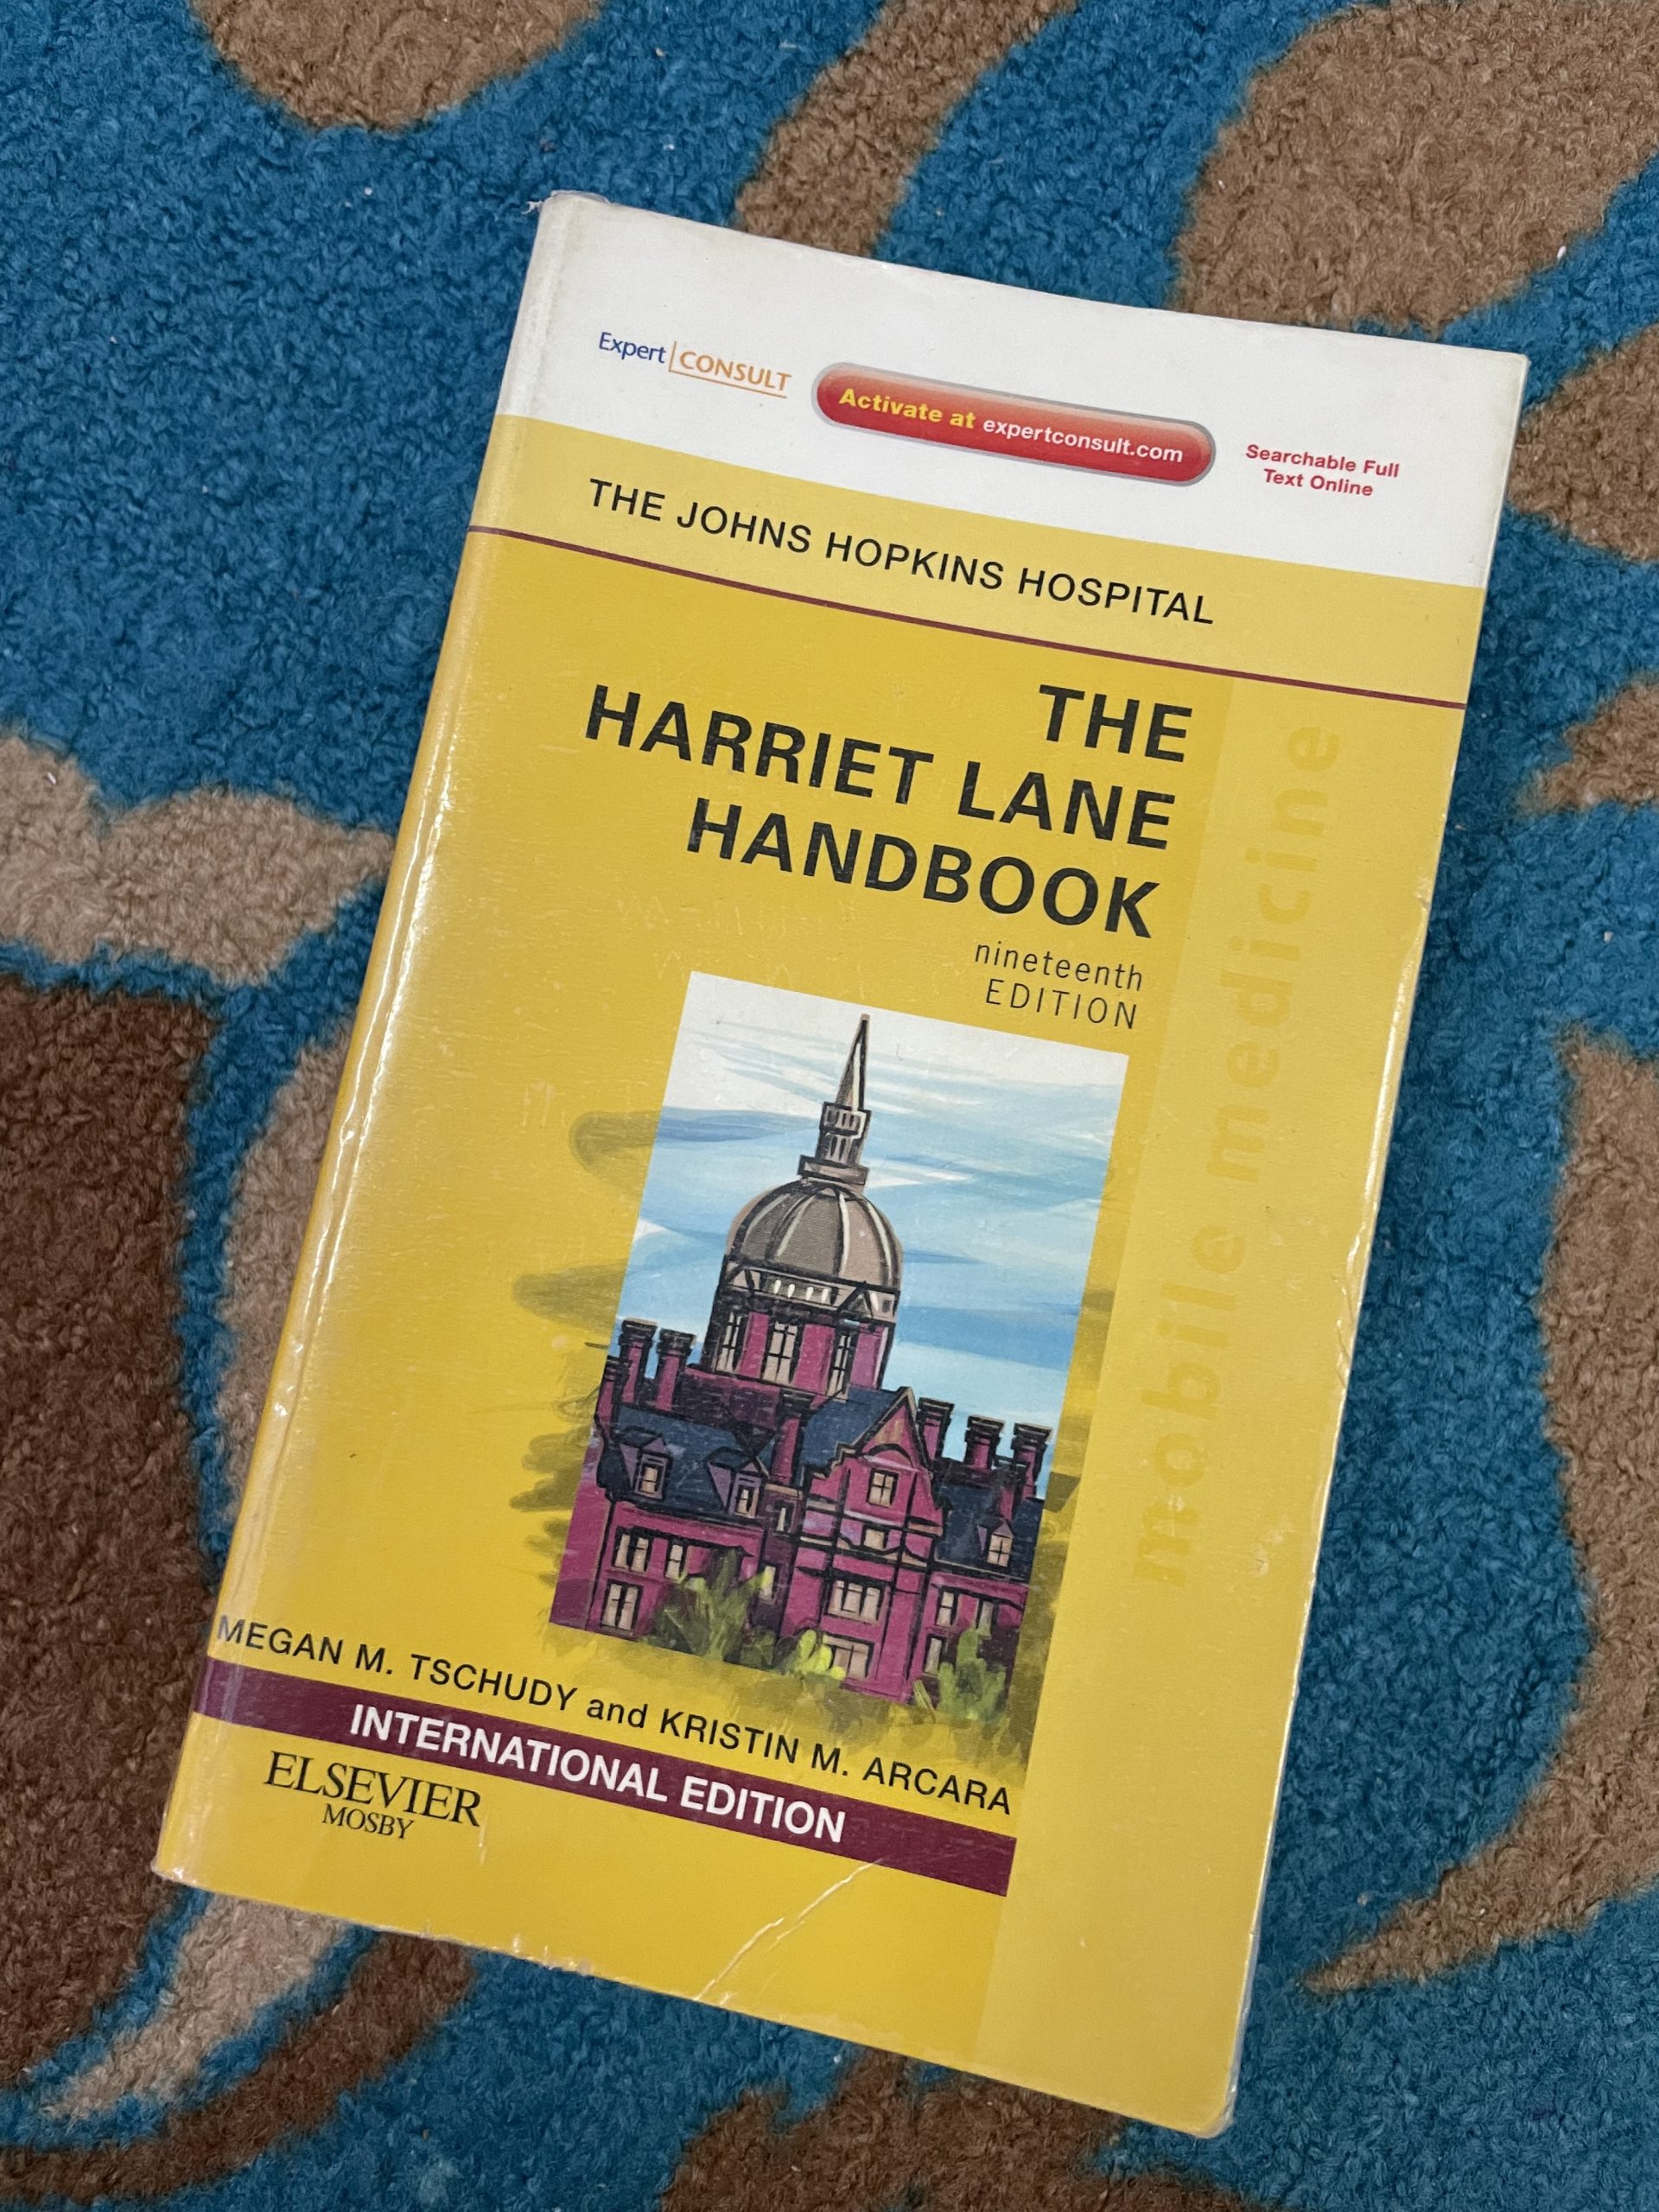 Expert CONSULT
Activate at expertconsult.com
Searchable Full
Text Online
THE JOHNS HOPKINS HOSPITAL
THE
HARRIET LANE
HANDBOOK
nineteenth
EDITION
mobile medicine
MEGAN M. TSCHUDY and KRISTIN M. ARCARA
INTERNATIONAL EDITION
ELSEVIER
MOSBY